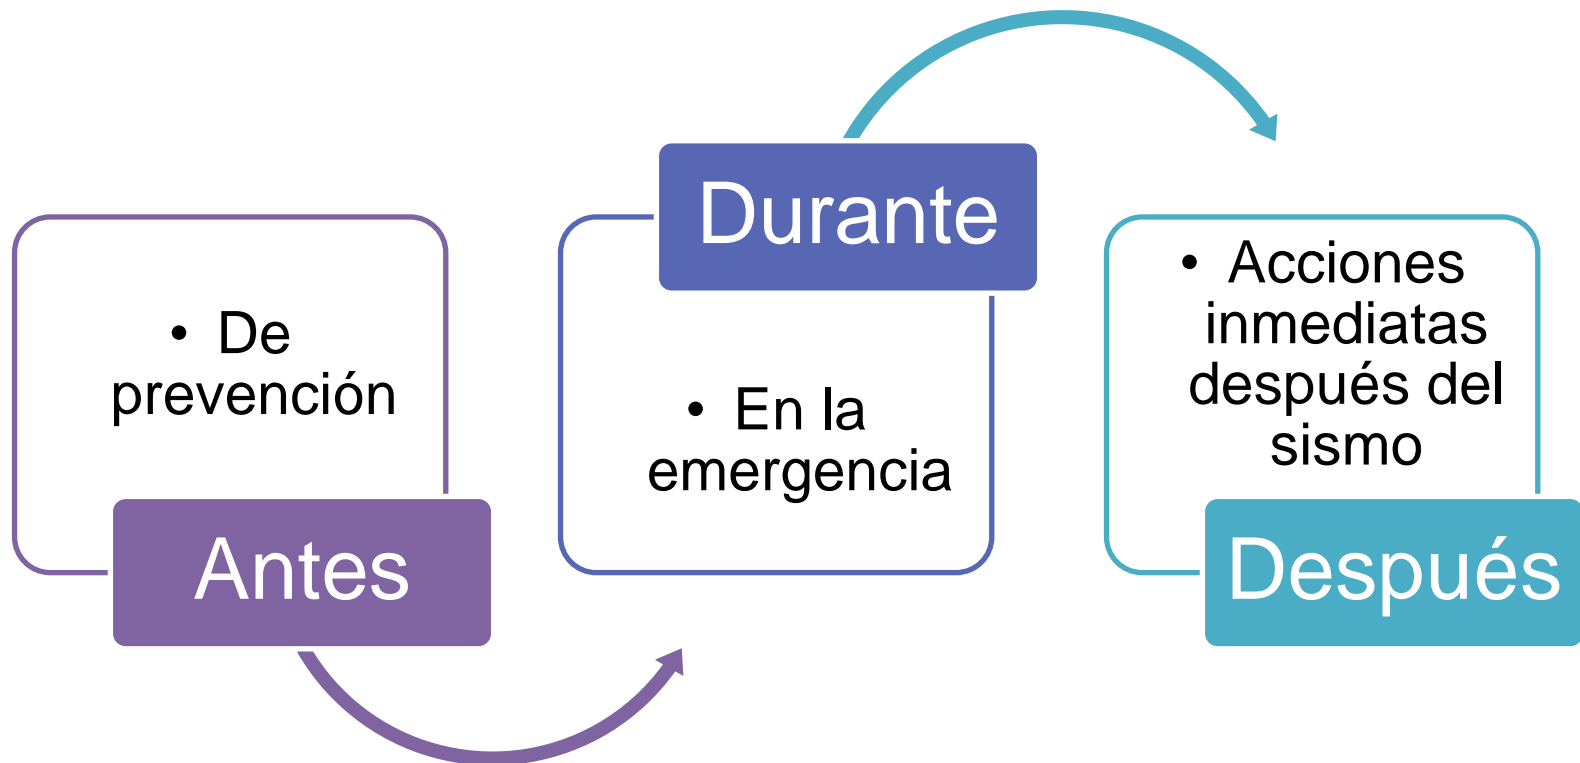 • De
prevención
Antes
Durante
• En la
emergencia
• Acciones
inmediatas
después del
sismo
Después